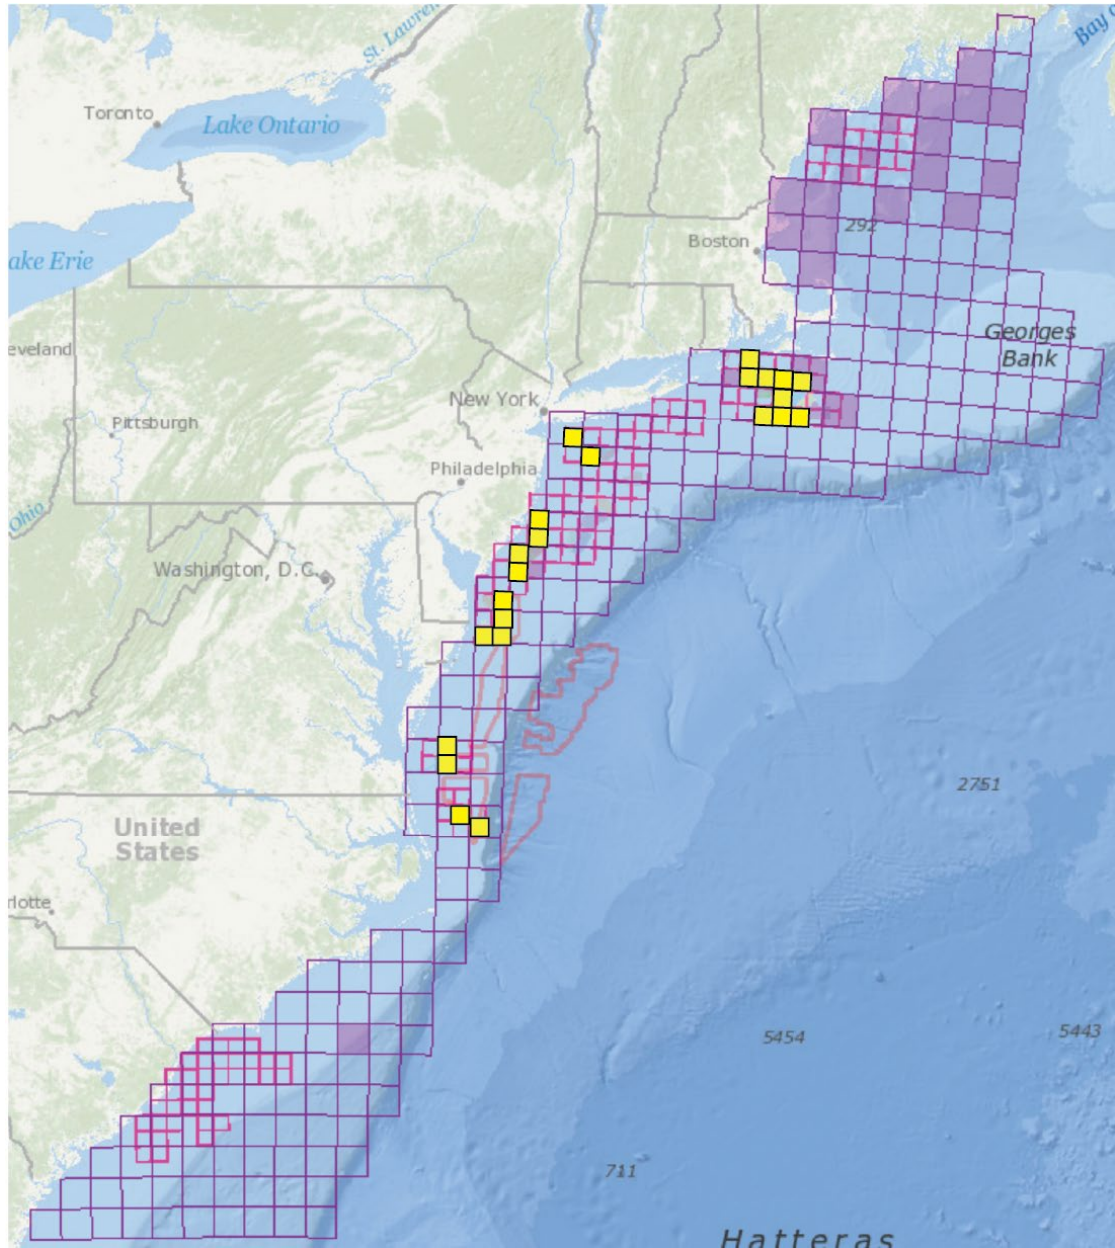 St. Lawren
Bay o
Toronto
Lake Ontario
Boston
292
ake Erie
eveland
Georges
Bank
New York
Pittsburgh
Philadelphia
Ohio
Washington, D.C.
2751
United
States
rlotte
5454
5443
711
Hatteras